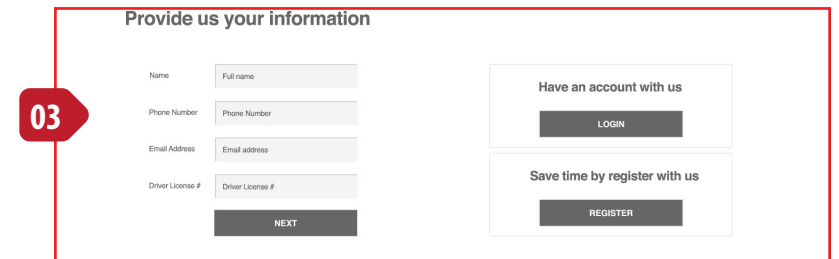 Provide us your information
03
Name
Full name
Phone Number
Phone Number
Email Address
Email address
Driver License #
Driver License #
NEXT
Have an account with us
LOGIN
Save time by register with us
REGISTER